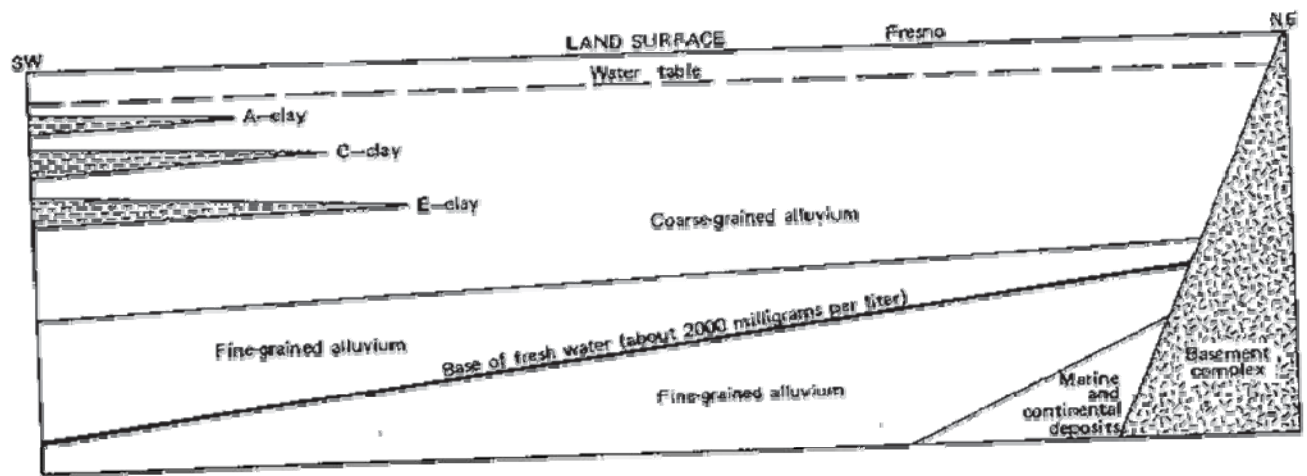 NE
Fresno
LAND SURFACE
SW
Water table
A-clay
C-clay
E-clay
Coarse-grained alluvium
Base of fresh water (about 2000 milligrams per liter)
Fine-grained alluvium
Basement
complex
Fine-grained alluvium
Marine
and
continental
deposits